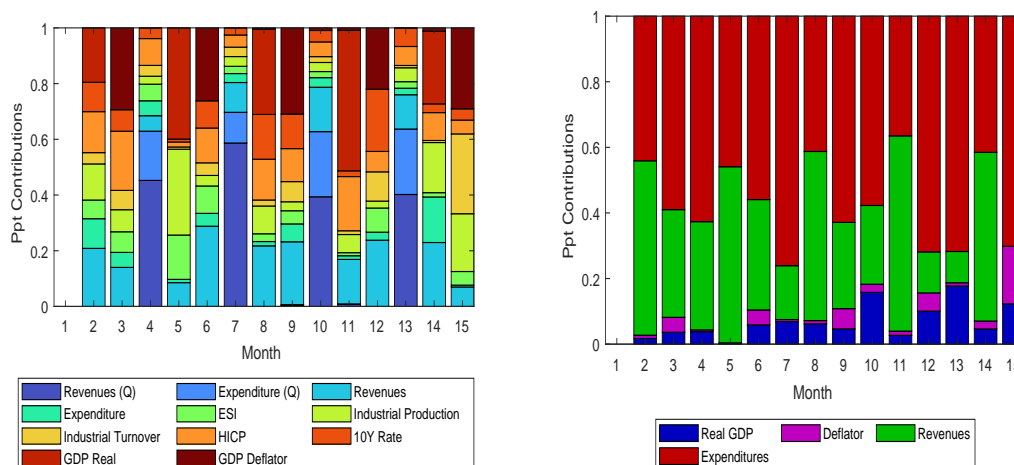 1
0.8
0.6
0.4
0.2
0
Ppt Contributions
1 2 3 4 5 6 7 8 9 10 11 12 13 14 15
Month
Revenues (Q) Expenditure (Q) Revenues
Expenditure ESI Industrial Production
Industrial Turnover HICP 10Y Rate
GDP Real GDP Deflator
1
0.8
0.6
0.4
0.2
0
Ppt Contributions
1 2 3 4 5 6 7 8 9 10 11 12 13 14 15
Month
Real GDP Deflator Revenues
Expenditures